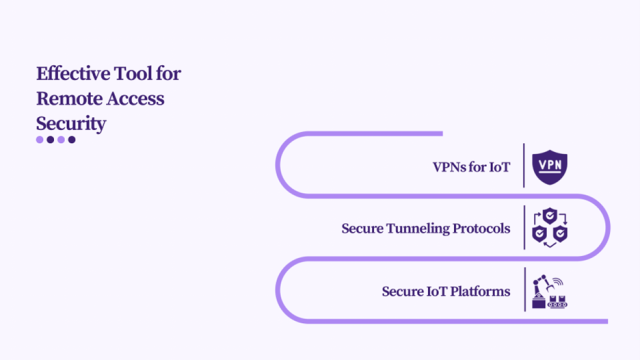 Effective Tool for
Remote Access
Security
VPNs for IoT
VPN
Secure Tunneling Protocols
Secure IoT Platforms